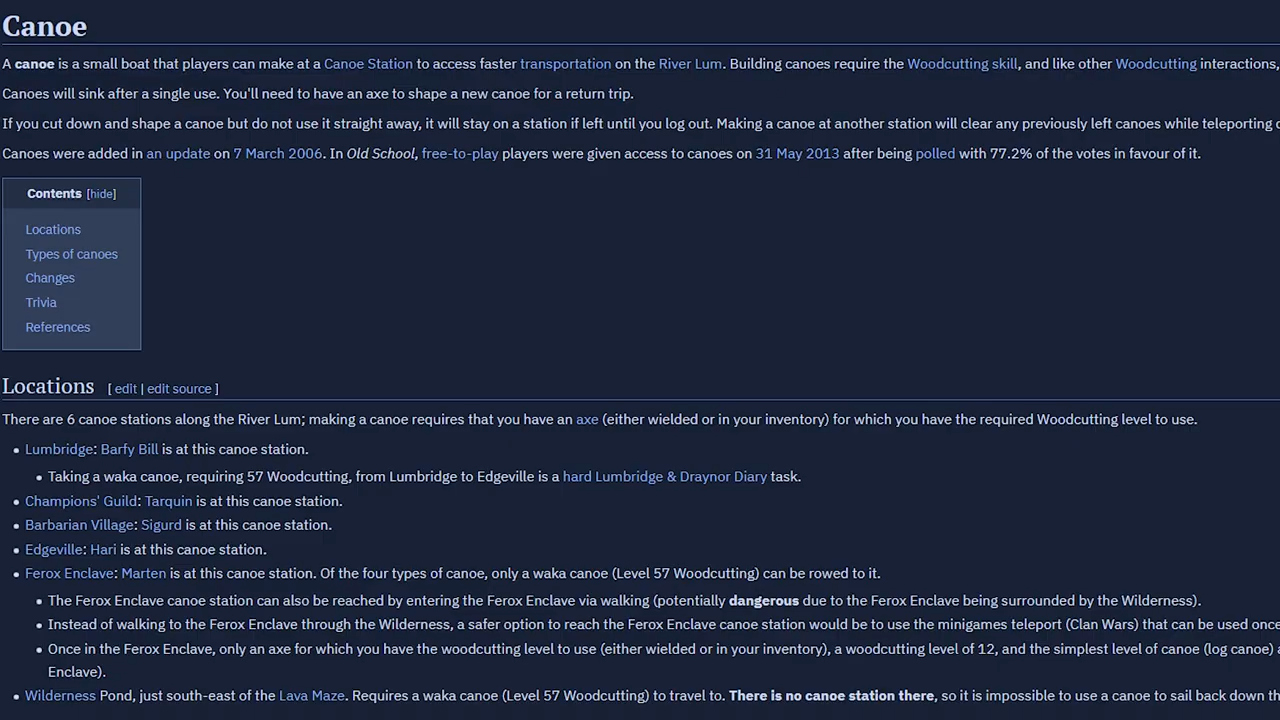 Canoe
A canoe is a small boat that players can make at a Canoe Station to access faster transportation on the River Lum. Building canoes require the Woodcutting skill, and like other Woodcutting interactions,
Canoes will sink after a single use. You'll need to have an axe to shape a new canoe for a return trip.
If you cut down and shape a canoe but do not use it straight away, it will stay on a station if left until you log out. Making a canoe at another station will clear any previously left canoes while teleporting
Canoes were added in an update on 7 March 2006. In Old School, free-to-play players were given access to canoes on 31 May 2013 after being polled with 77.2% of the votes in favour of it.
Contents [hide]
Locations
Types of canoes
Changes
Trivia
References
Locations [ edit | edit source ]
There are 6 canoe stations along the River Lum; making a canoe requires that you have an axe (either wielded or in your inventory) for which you have the required Woodcutting level to use.
• Lumbridge: Barfy Bill is at this canoe station.
• Taking a waka canoe, requiring 57 Woodcutting, from Lumbridge to Edgeville is a hard Lumbridge & Draynor Diary task.
• Champions' Guild: Tarquin is at this canoe station.
• Barbarian Village: Sigurd is at this canoe station.
• Edgeville: Hari is at this canoe station.
• Ferox Enclave: Marten is at this canoe station. Of the four types of canoe, only a waka canoe (Level 57 Woodcutting) can be rowed to it.
• The Ferox Enclave canoe station can also be reached by entering the Ferox Enclave via walking (potentially dangerous due to the Ferox Enclave being surrounded by the Wilderness).
• Instead of walking to the Ferox Enclave through the Wilderness, a safer option to reach the Ferox Enclave canoe station would be to use the minigames teleport (Clan Wars) that can be used once
• Once in the Ferox Enclave, only an axe for which you have the woodcutting level to use (either wielded or in your inventory), a woodcutting level of 12, and the simplest level of canoe (log canoe)
Enclave).
• Wilderness Pond, just south-east of the Lava Maze. Requires a waka canoe (Level 57 Woodcutting) to travel to. There is no canoe station there, so it is impossible to use a canoe to sail back down